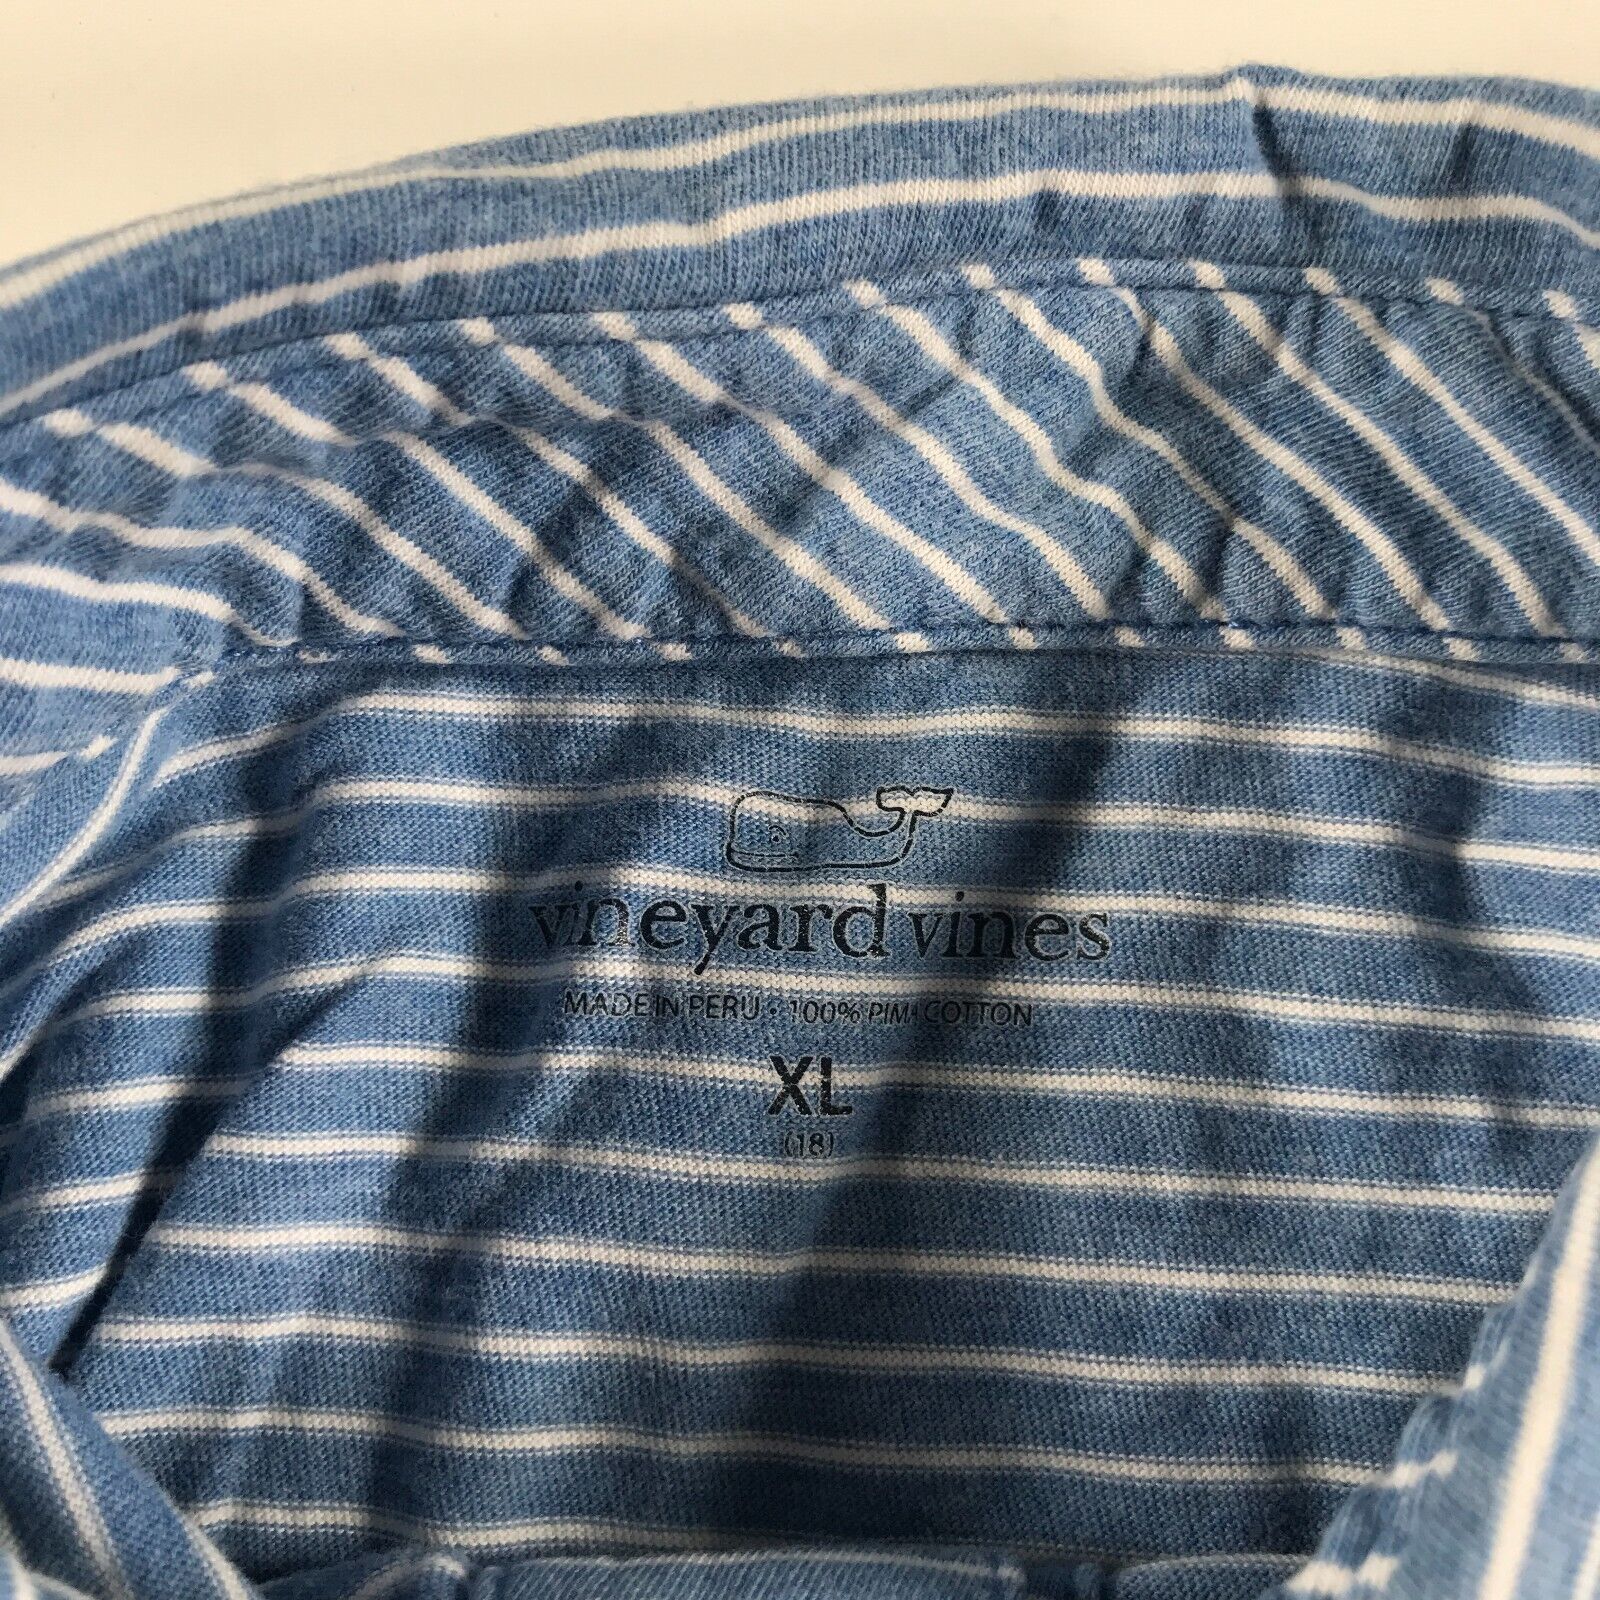 vineyard vines
MADE IN PERU • 100% PIMA COTTON
XL
(18)